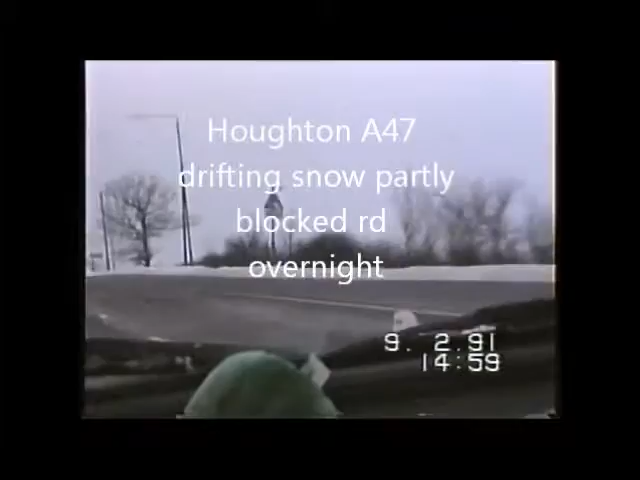 Houghton A47
drifting snow partly
blocked rd
overnight
9. 2.91
14:59